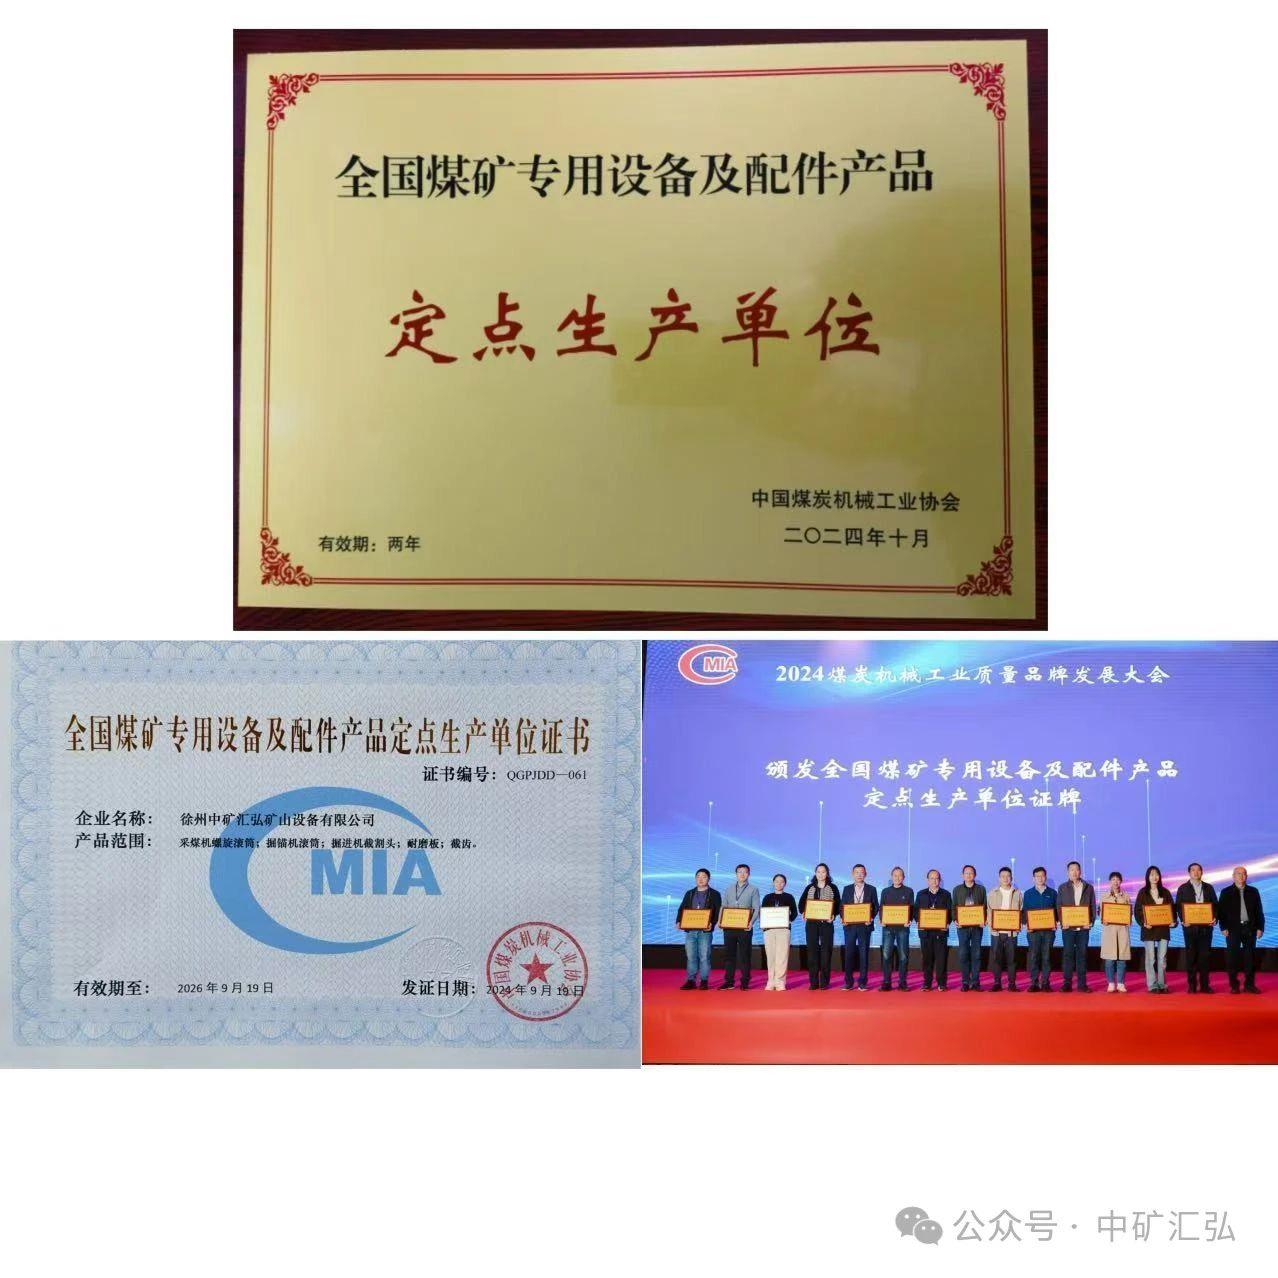 全国煤矿专用设备及配件产品
定点生产单位
中国煤炭机械工业协会
二〇二四年十月
有效期：两年
全国煤矿专用设备及配件产品定点生产单位证书
证书编号：QGPJDD—061
企业名称：徐州中矿汇弘矿山设备有限公司
产品范围：采煤机螺旋滚筒；掘锚机滚筒；掘进机截割头；耐磨板；截齿。
CMIA
有效期至：2026年9月19日
发证日期：2024年9月19日
中国煤炭机械工业协会
CMIA
2024煤炭机械工业质量品牌发展大会
颁发全国煤矿专用设备及配件产品
定点生产单位证牌
公众号·中矿汇弘